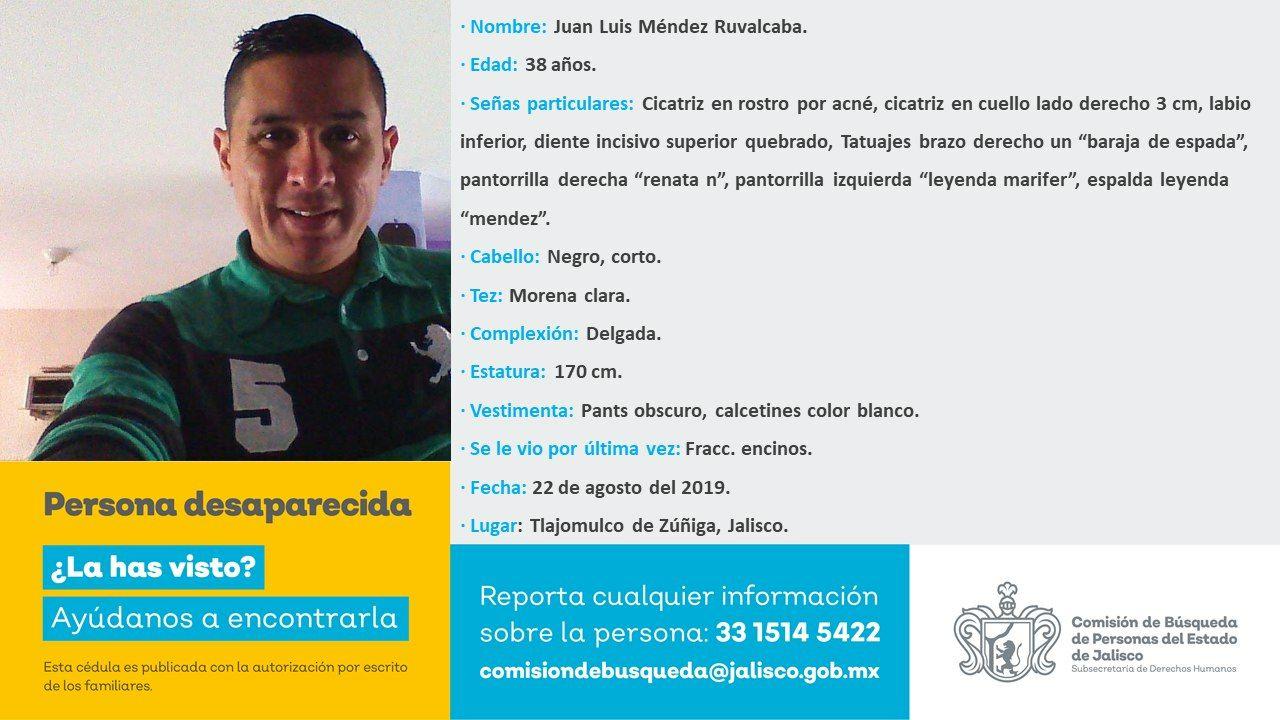 5
· Nombre: Juan Luis Méndez Ruvalcaba.
· Edad: 38 años.
· Señas particulares: Cicatriz en rostro por acné, cicatriz en cuello lado derecho 3 cm, labio
inferior, diente incisivo superior quebrado, Tatuajes brazo derecho un “baraja de espada”,
pantorrilla derecha “renata n”, pantorrilla izquierda “leyenda marifer”, espalda leyenda
“mendez”.
· Cabello: Negro, corto.
· Tez: Morena clara.
· Complexión: Delgada.
· Estatura: 170 cm.
· Vestimenta: Pants obscuro, calcetines color blanco.
· Se le vio por última vez: Fracc. encinos.
· Fecha: 22 de agosto del 2019.
· Lugar: Tlajomulco de Zúñiga, Jalisco.
Persona desaparecida
¿La has visto?
Ayúdanos a encontrarla
Esta cédula es publicada con la autorización por escrito
de los familiares.
Reporta cualquier información
sobre la persona: 33 1514 5422
comisiondebusqueda@jalisco.gob.mx
Comisión de Búsqueda
de Personas del Estado
de Jalisco
Subsecretaría de Derechos Humanos